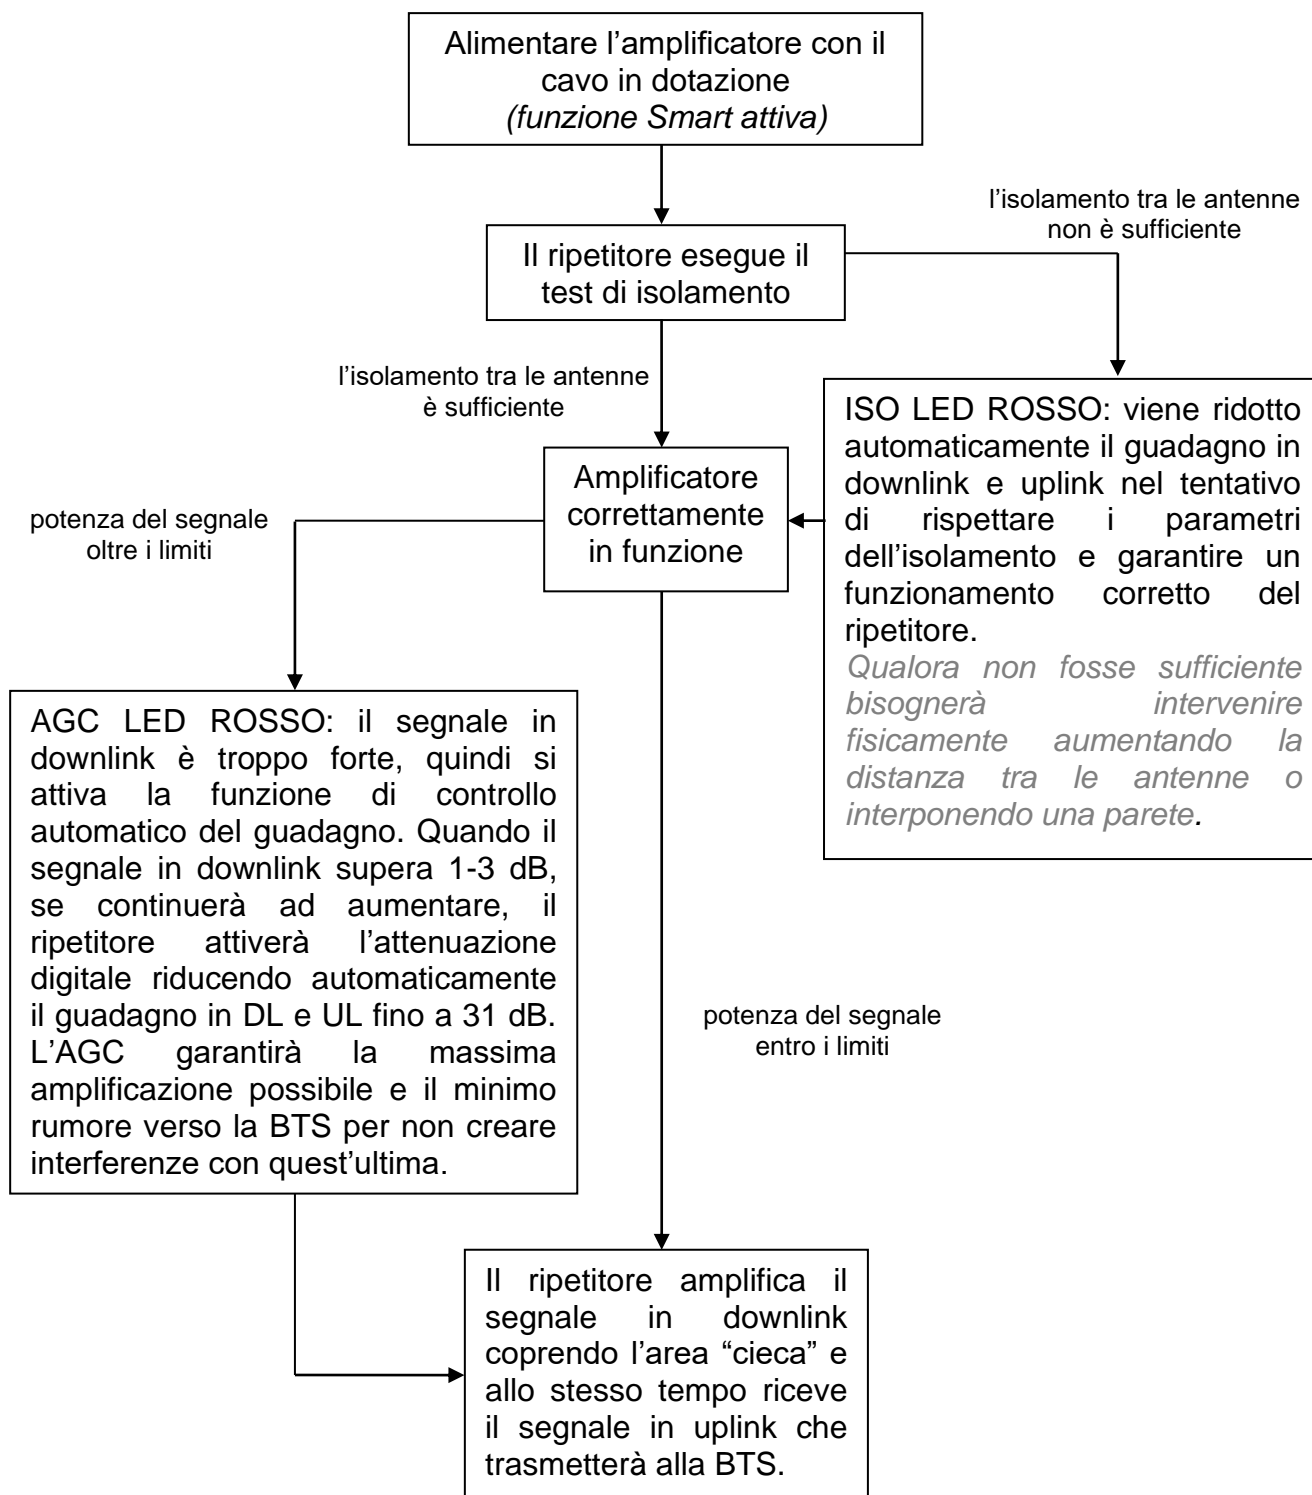 Alimentare l’amplificatore con il
cavo in dotazione
(funzione Smart attiva)
l’isolamento tra le antenne
non è sufficiente
Il ripetitore esegue il
test di isolamento
l’isolamento tra le antenne
è sufficiente
ISO LED ROSSO: viene ridotto
automaticamente il guadagno in
downlink e uplink nel tentativo
di rispettare i parametri
dell’isolamento e garantire un
funzionamento corretto del
ripetitore.
Qualora non fosse sufficiente
bisognerà intervenire
fisicamente aumentando la
distanza tra le antenne o
interponendo una parete.
Amplificatore
correttamente
in funzione
potenza del segnale
oltre i limiti
AGC LED ROSSO: il segnale in
downlink è troppo forte, quindi si
attiva la funzione di controllo
automatico del guadagno. Quando il
segnale in downlink supera 1-3 dB,
se continuerà ad aumentare, il
ripetitore attiverà l’attenuazione
digitale riducendo automaticamente
il guadagno in DL e UL fino a 31 dB.
L’AGC garantirà la massima
amplificazione possibile e il minimo
rumore verso la BTS per non creare
interferenze con quest’ultima.
potenza del segnale
entro i limiti
Il ripetitore amplifica il
segnale in downlink
coprendo l’area “cieca” e
allo stesso tempo riceve
il segnale in uplink che
trasmetterà alla BTS.